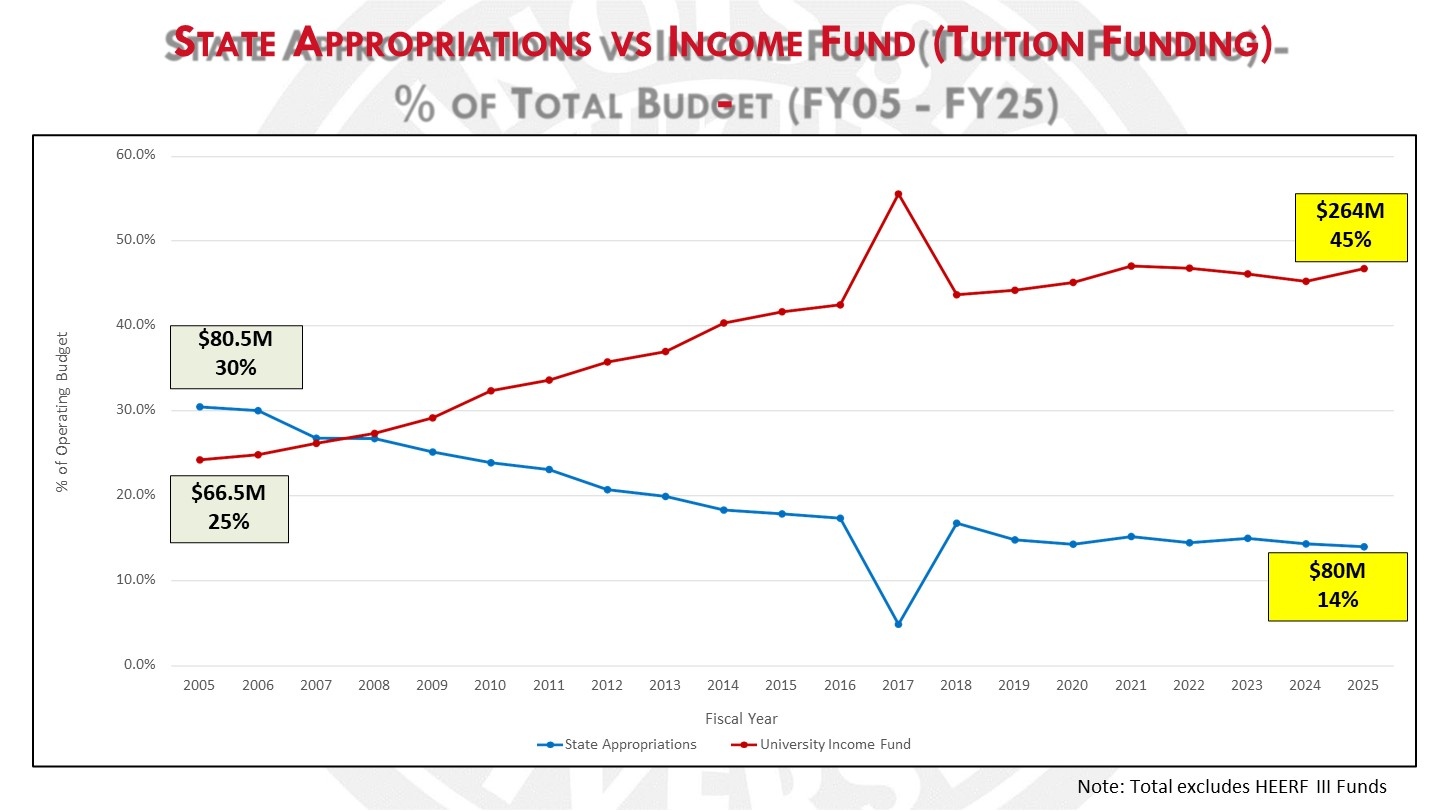 State Appropriations vs Income Fund (Tuition Funding)-
-
% of Total Budget (FY05 - FY25)
60.0%
50.0%
40.0%
30.0%
20.0%
10.0%
0.0%
% of Operating Budget
$80.5M
30%
$66.5M
25%
$264M
45%
$80M
14%
2005 2006 2007 2008 2009 2010 2011 2012 2013 2014 2015 2016 2017 2018 2019 2020 2021 2022 2023 2024 2025
Fiscal Year
State Appropriations University Income Fund
Note: Total excludes HEERF III Funds